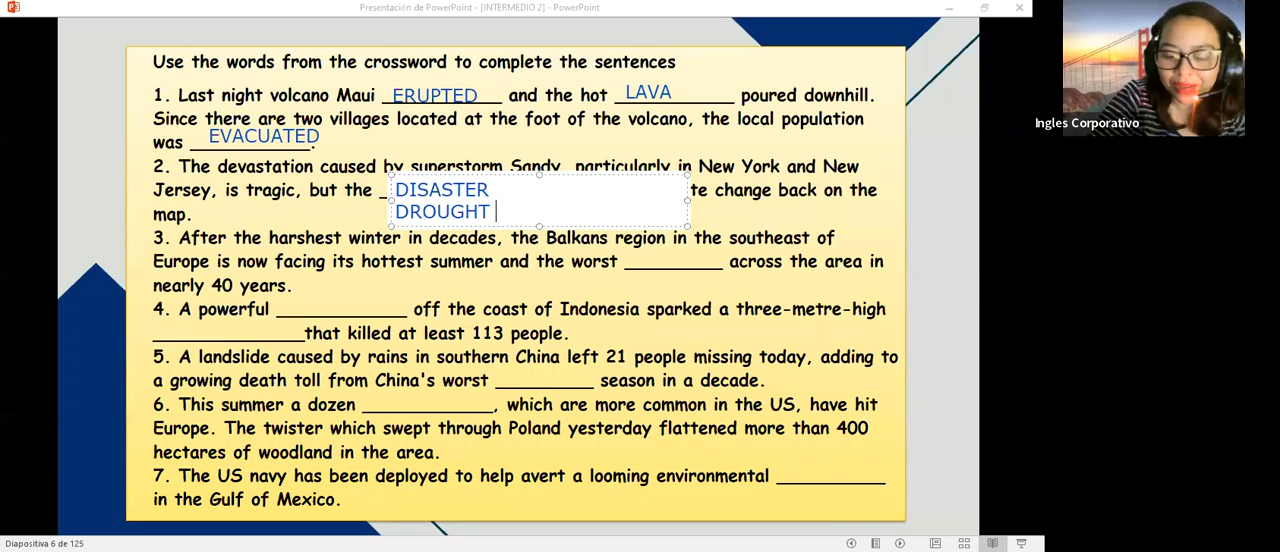 Presentación de PowerPoint - [INTERMEDIO 2] - PowerPoint
Use the words from the crossword to complete the sentences
1. Last night volcano Maui ERUPTED and the hot LAVA poured downhill.
Since there are two villages located at the foot of the volcano, the local population
was EVACUATED.
2. The devastation caused by superstorm Sandy, particularly in New York and New
Jersey, is tragic, but the _ DISASTER te change back on the
DROUGHT
map.
3. After the harshest winter in decades, the Balkans region in the southeast of
Europe is now facing its hottest summer and the worst _________ across the area in
nearly 40 years.
4. A powerful ____________ off the coast of Indonesia sparked a three-metre-high
______________that killed at least 113 people.
5. A landslide caused by rains in southern China left 21 people missing today, adding to
a growing death toll from China's worst _________ season in a decade.
6. This summer a dozen ____________, which are more common in the US, have hit
Europe. The twister which swept through Poland yesterday flattened more than 400
hectares of woodland in the area.
7. The US navy has been deployed to help avert a looming environmental __________
in the Gulf of Mexico.
Ingles Corporativo
Diapositiva 6 de 125